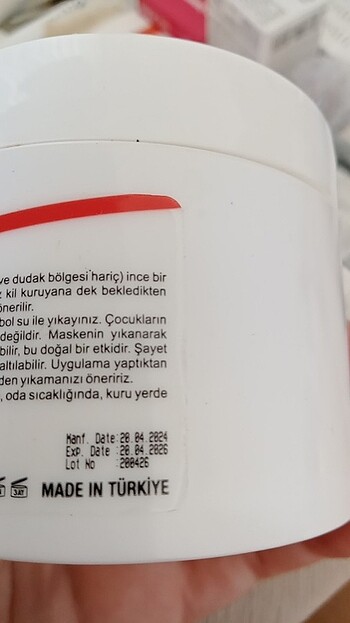 ve dudak bölgesi hariç) ince bir
kil kuruyana dek bekledikten
önerilir.
bol su ile yıkayınız. Çocukların
değildir. Maskenin yıkanarak
bilir, bu doğal bir etkidir. Şayet
altılabilir. Uygulama yaptıktan
den yıkamanızı öneririz.
, oda sıcaklığında, kuru yerde
Manf. Date :20.04.2024
Exp. Date :20.04.2026
Lot No :200426
3AY MADE IN TÜRKİYE